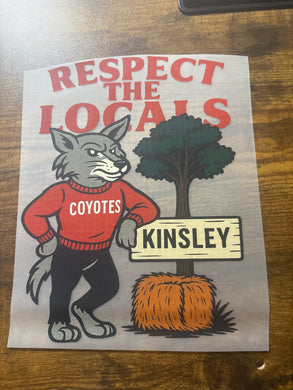 RESPECT
THE
LOCALS
COYOTES
KINSLEY